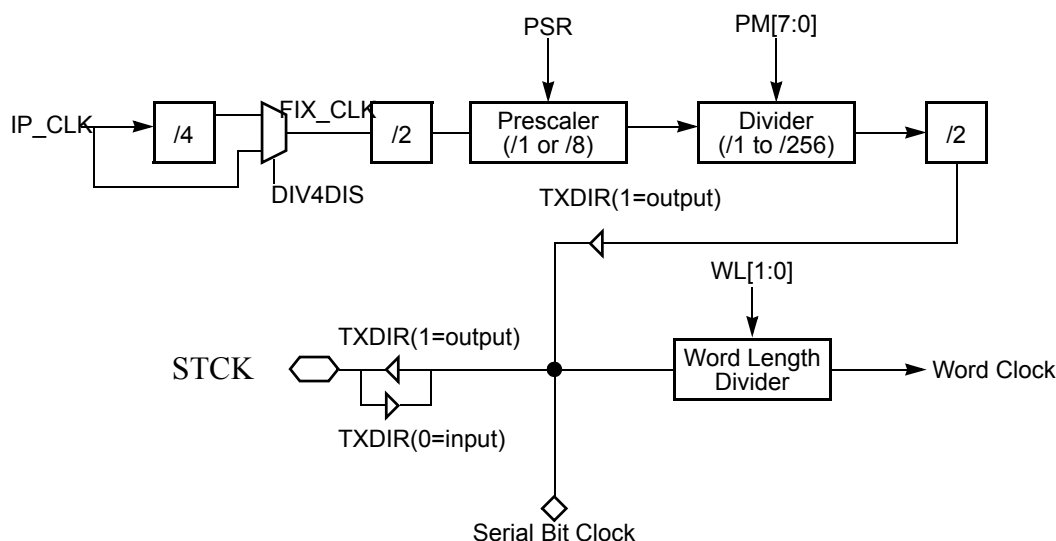 PSR
PM[7:0]
IP_CLK
/4
FIX_CLK
/2
Prescaler
(/1 or /8)
Divider
(/1 to /256)
/2
DIV4DIS
TXDIR(1=output)
WL[1:0]
TXDIR(1=output)
STCK
Word Length
Divider
Word Clock
TXDIR(0=input)
Serial Bit Clock